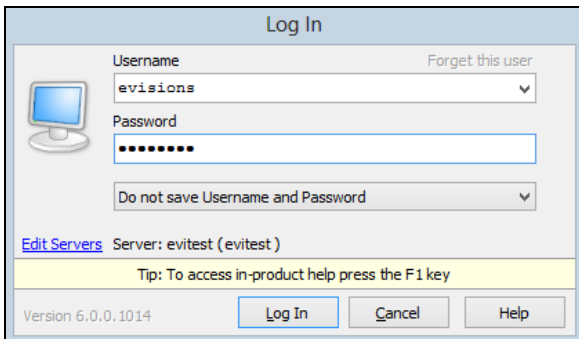 Log In
Username Forget this user
evisions
Password
••••••••
Do not save Username and Password
Edit Servers Server: evitest (evitest )
Tip: To access in-product help press the F1 key
Version 6.0.0.1014 Log In Cancel Help